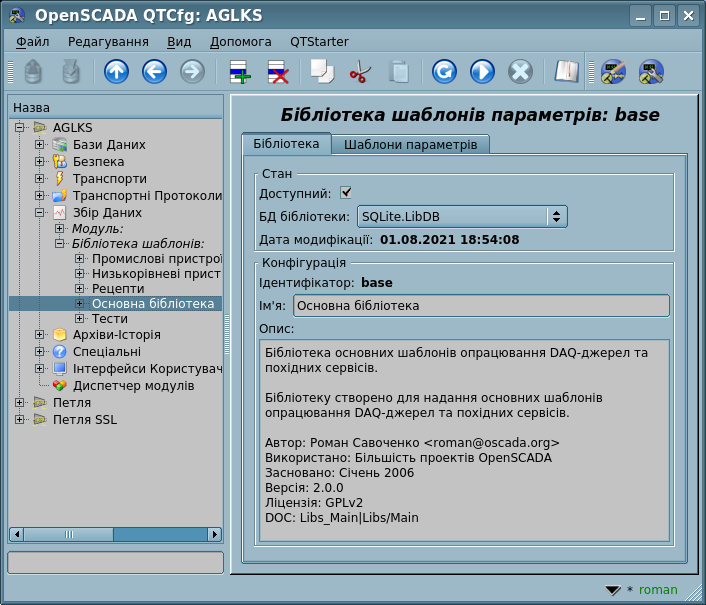 OpenSCADA QTCfg: AGLKS
Файл Редагування Вид Допомога QTStarter
Назва
AGLKS
Бази Даних
Безпека
Транспорти
Транспортні Протоколи
Збір Даних
Модуль:
Бібліотека шаблонів:
Промислові пристрої
Низькорівневі прист
Рецепти
Основна бібліотека
Тести
Архіви-Історія
Спеціальні
Інтерфейси Користувач
Диспетчер модулів
Петля
Петля SSL
Бібліотека шаблонів параметрів: base
Бібліотека Шаблони параметрів
Стан
Доступний:
БД бібліотеки: SQLite.LibDB
Дата модифікації: 01.08.2021 18:54:08
Конфігурація
Ідентифікатор: base
Ім'я: Основна бібліотека
Опис:
Бібліотека основних шаблонів опрацювання DAQ-джерел та
похідних сервісів.
Бібліотеку створено для надання основних шаблонів
опрацювання DAQ-джерел та похідних сервісів.
Автор: Роман Савоченко <roman@oscada.org>
Використано: Більшість проектів OpenSCADA
Засновано: Січень 2006
Версія: 2.0.0
Ліцензія: GPLv2
DOC: Libs_Main|Libs/Main
* roman